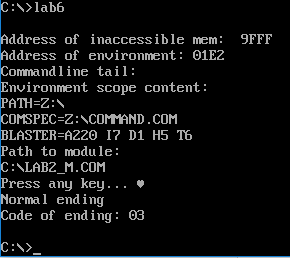 C:\>lab6
Address of inaccessible mem:  9FFF
Address of environment: 01E2
Commandline tail:
Environment scope content:
PATH=Z:\
COMSPEC=Z:\COMMAND.COM
BLASTER=A220 I7 D1 H5 T6
Path to module:
C:\LAB2_M.COM
Press any key... ♥
Normal ending
Code of ending: 03
C:\>_